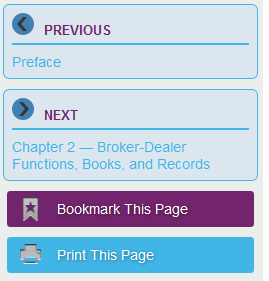 PREVIOUS
Preface
NEXT
Chapter 2 — Broker-Dealer
Functions, Books, and Records
Bookmark This Page
Print This Page